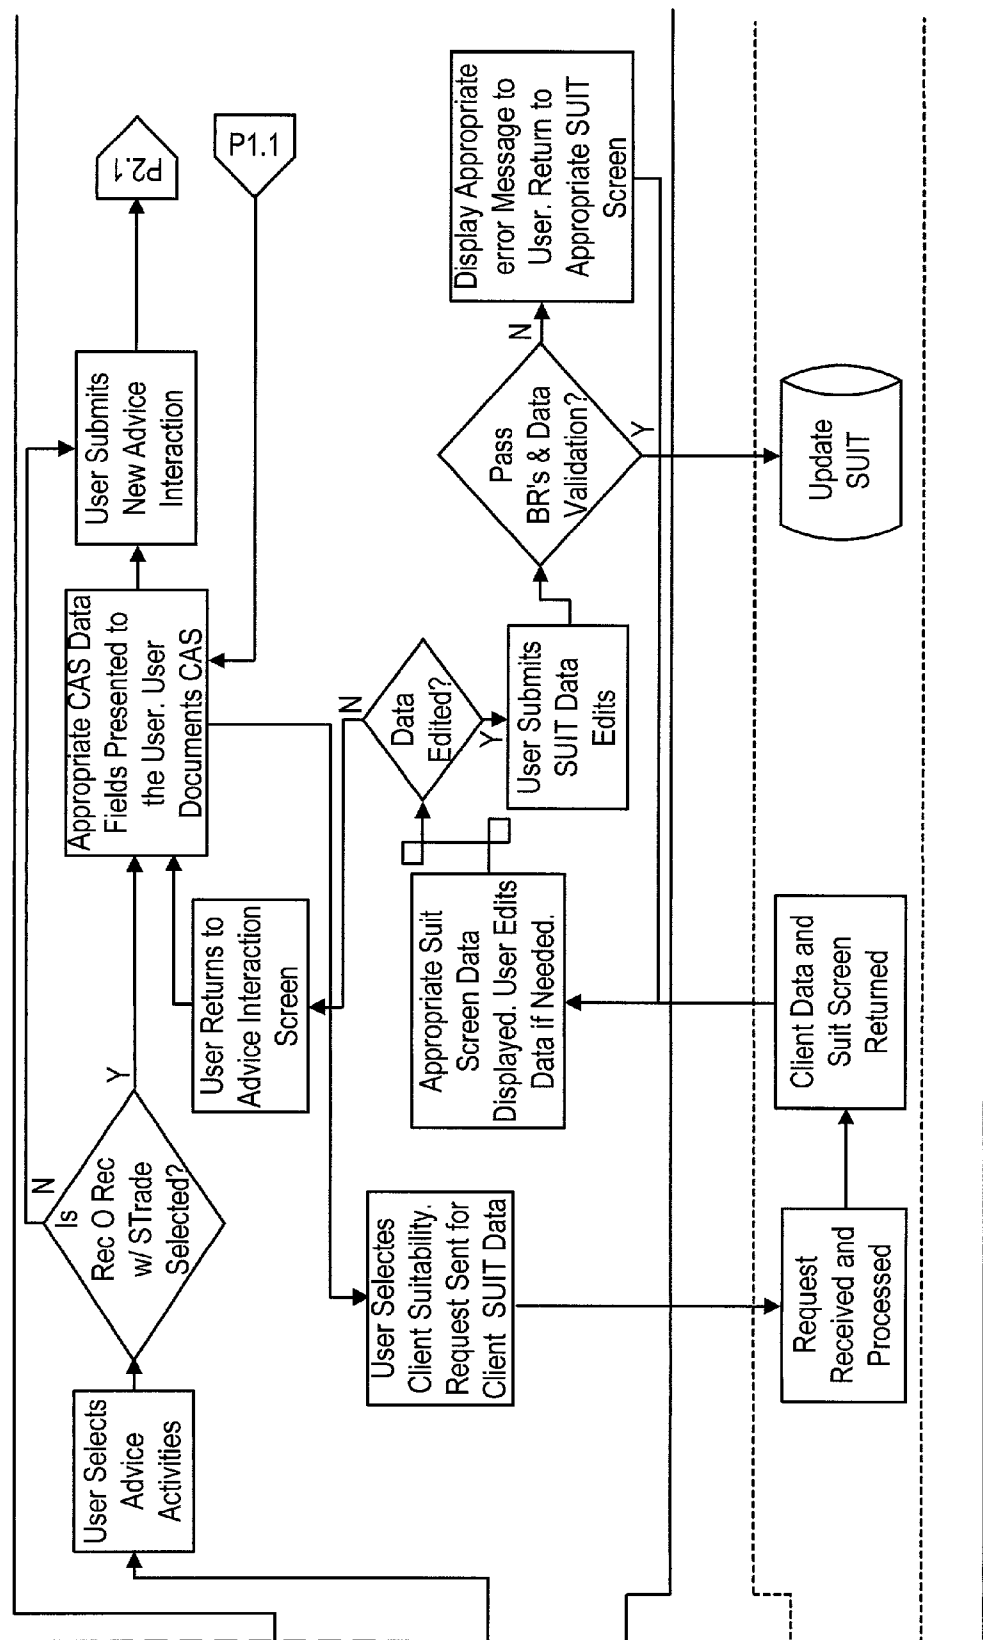 User Selects
Advice
Activities
Is
Rec O Rec
w/ STrade
Selected?
N
Y
Appropriate CAS Data
Fields Presented to
the User. User
Documents CAS
User Submits
New Advice
Interaction
P2.1
P1.1
User Returns to
Advice Interaction
Screen
User Selectes
Client Suitability.
Request Sent for
Client SUIT Data
Appropriate Suit
Screen Data
Displayed. User Edits
Data if Needed.
Data
Edited?
N
Y
User Submits
SUIT Data
Edits
Pass
BR's & Data
Validation?
N
Y
Display Appropriate
error Message to
User. Return to
Appropriate SUIT
Screen
Request
Received and
Processed
Client Data and
Suit Screen
Returned
Update
SUIT